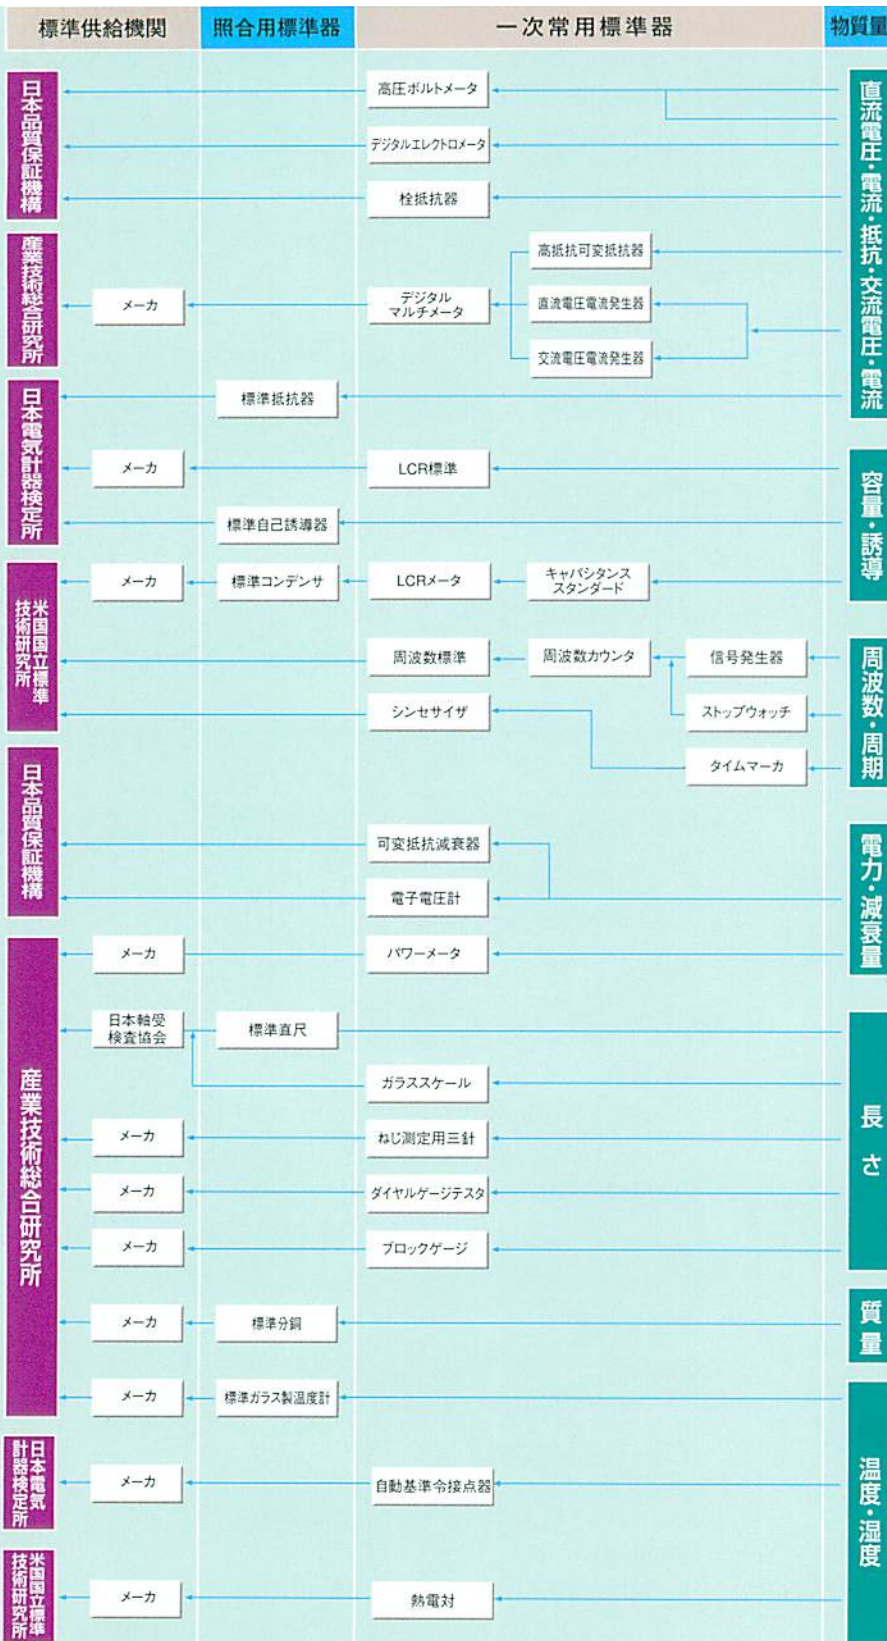 標準供給機関
照合用標準器
一次常用標準器
物質量
日本品質保証機構
高圧ボルトメータ
デジタルエレクトロメータ
栓抵抗器
直流電圧・電流・抵抗・交流電圧・電流
産業技術総合研究所
メーカ
デジタル
マルチメータ
高抵抗可変抵抗器
直流電圧電流発生器
交流電圧電流発生器
日本電気計器検定所
標準抵抗器
メーカ
LCR標準
標準自己誘導器
容量・誘導
米国国立標準
技術研究所
メーカ
標準コンデンサ
LCRメータ
キャパシタンス
スタンダード
周波数標準
周波数カウンタ
信号発生器
シンセサイザ
ストップウォッチ
タイムマーカ
周波数・周期
日本品質保証機構
可変抵抗減衰器
電子電圧計
電力・減衰量
産業技術総合研究所
メーカ
パワーメータ
日本軸受
検査協会
標準直尺
ガラススケール
メーカ
ねじ測定用三針
メーカ
ダイヤルゲージテスタ
メーカ
ブロックゲージ
長さ
メーカ
標準分銅
質量
メーカ
標準ガラス製温度計
日本電気
計器検定所
メーカ
自動基準令接点器
温度・湿度
米国国立標準
技術研究所
メーカ
熱電対